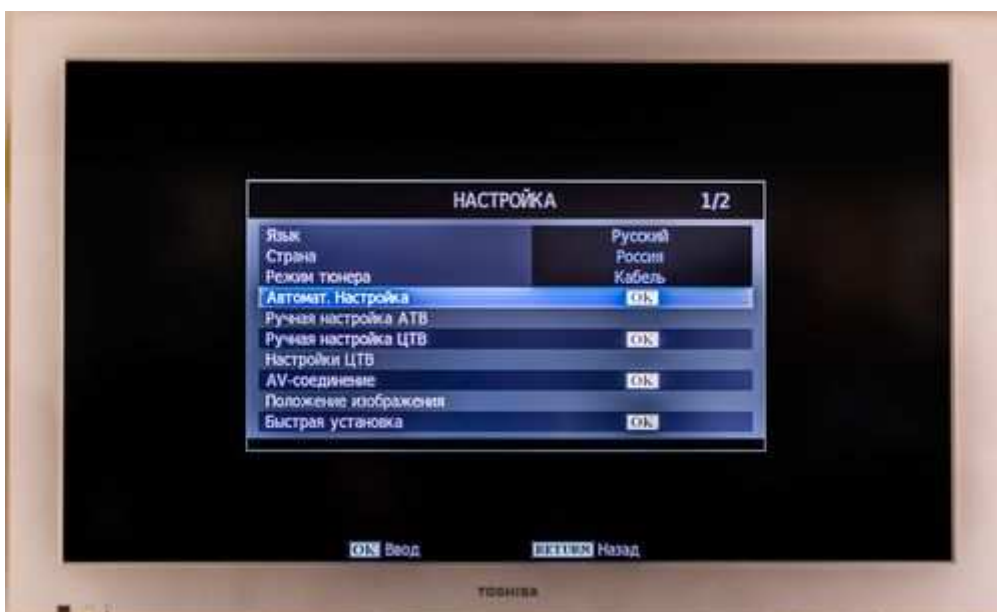 НАСТРОЙКА 1/2
Язык Русский
Страна Россия
Режим тюнера Кабель
Автомат. Настройка OK
Ручная настройка АТВ
Ручная настройка ЦТВ OK
Настройки ЦТВ
AV-соединение OK
Положение изображения
Быстрая установка OK
OK Ввод RETURN Назад
TOSHIBA